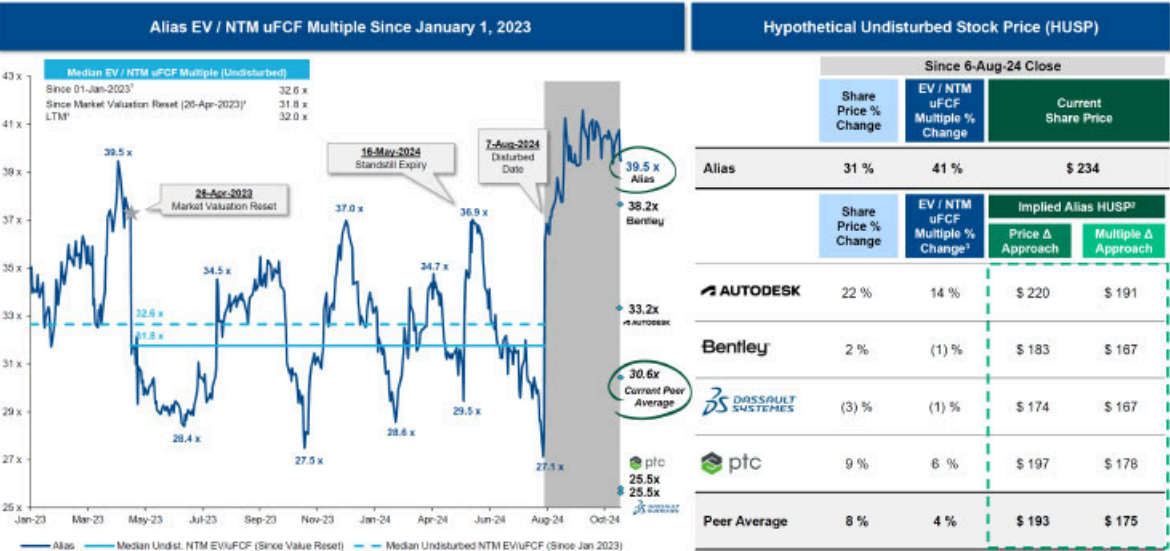 Alias EV / NTM uFCF Multiple Since January 1, 2023
Median EV / NTM uFCF Multiple (Undisturbed)
Since 01-Jan-2023¹ 32.6 x
Since Market Valuation Reset (26-Apr-2023)¹ 31.8 x
LTM¹ 32.0 x
43 x
41 x
39 x
37 x
35 x
33 x
31 x
29 x
27 x
25 x
39.5 x
26-Apr-2023
Market Valuation Reset
16-May-2024
Standstill Expiry
7-Aug-2024
Disturbed
Date
37.0 x
36.9 x
34.5 x
34.7 x
32.6 x
31.8 x
28.4 x
27.5 x
28.6 x
29.5 x
27.1 x
39.5 x
Alias
38.2x
Bentley
33.2x
AUTODESK
30.6x
Current Peer
Average
ptc
25.5x
25.5x
DASSAULT
SYSTEMES
Jan-23 Mar-23 May-23 Jul-23 Sep-23 Nov-23 Jan-24 Apr-24 Jun-24 Aug-24 Oct-24
Alias Median Undist. NTM EV/uFCF (Since Value Reset) Median Undisturbed NTM EV/uFCF (Since Jan 2023)
Hypothetical Undisturbed Stock Price (HUSP)
Since 6-Aug-24 Close
Share
Price %
Change
EV / NTM
uFCF
Multiple %
Change
Current
Share Price
Alias 31 % 41 % $ 234
Share
Price %
Change
EV / NTM
uFCF
Multiple %
Change³
Implied Alias HUSP²
Price Δ
Approach
Multiple Δ
Approach
AUTODESK 22 % 14 % $ 220 $ 191
Bentley 2 % (1) % $ 183 $ 167
DASSAULT
SYSTEMES (3) % (1) % $ 174 $ 167
ptc 9 % 6 % $ 197 $ 178
Peer Average 8 % 4 % $ 193 $ 175